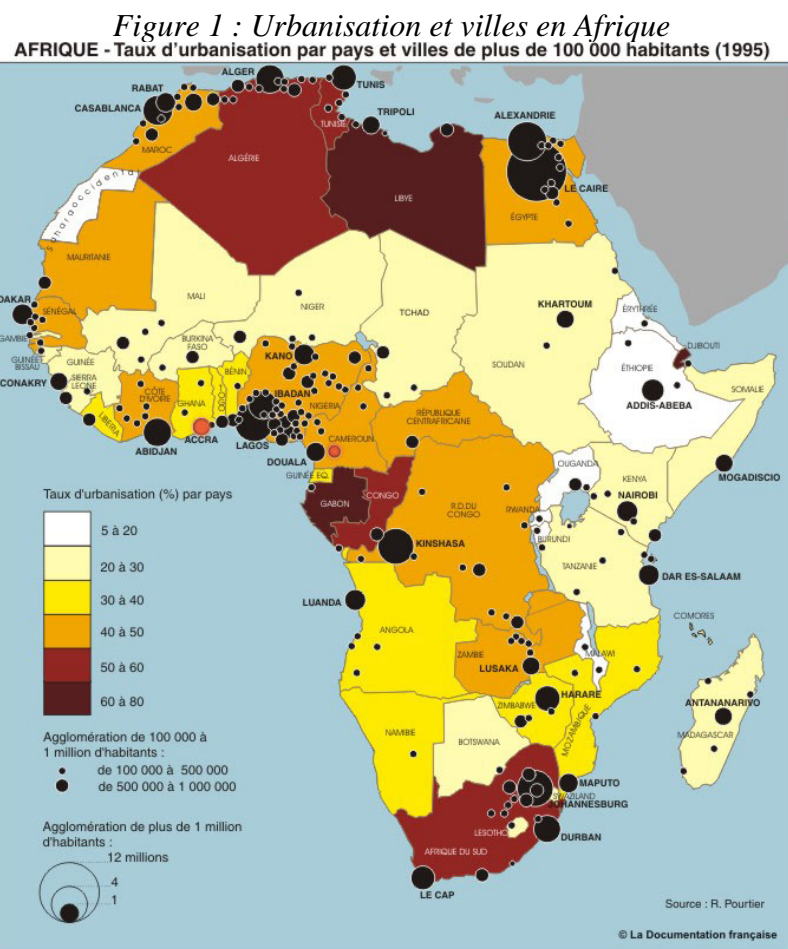 Figure 1 : Urbanisation et villes en Afrique
AFRIQUE - Taux d'urbanisation par pays et villes de plus de 100 000 habitants (1995)
ALGER
TUNIS
RABAT
CASABLANCA
TRIPOLI
ALEXANDRIE
TUNISIE
MAROC
ALGÉRIE
LIBYE
LE CAIRE
ÉGYPTE
Sahara occidental
MAURITANIE
MALI
NIGER
TCHAD
KHARTOUM
ÉRYTHRÉE
DAKAR
SÉNÉGAL
GAMBIE
GUINÉE
BISSAU
GUINÉE
BURKINA
FASO
KANO
SOUDAN
DJIBOUTI
ÉTHIOPIE
CONAKRY
SIERRA
LEONE
BÉNIN
IBADAN
SOMALIE
CÔTE
D'IVOIRE
GHANA
TOGO
NIGERIA
ADDIS-ABEBA
LIBERIA
RÉPUBLIQUE
CENTRAFRICAINE
ACCRA
LAGOS
CAMEROUN
ABIDJAN
DOUALA
GUINÉE EQ.
OUGANDA
KENYA
MOGADISCIO
Taux d'urbanisation (%) par pays
GABON
CONGO
R.D.DU
CONGO
RWANDA
NAIROBI
5 à 20
KINSHASA
BURUNDI
20 à 30
TANZANIE
DAR ES-SALAAM
30 à 40
LUANDA
COMORES
40 à 50
ANGOLA
50 à 60
ZAMBIE
MALAWI
LUSAKA
60 à 80
HARARE
ANTANANARIVO
ZIMBABWE
MOZAMBIQUE
MADAGASCAR
NAMIBIE
BOTSWANA
Agglomération de 100 000 à
1 million d'habitants :
de 100 000 à 500 000
de 500 000 à 1 000 000
MAPUTO
SWAZILAND
JOHANNESBURG
LESOTHO
DURBAN
AFRIQUE DU SUD
LE CAP
Agglomération de plus de 1 million
d'habitants :
12 millions
4
1
Source : R. Pourtier
© La Documentation française